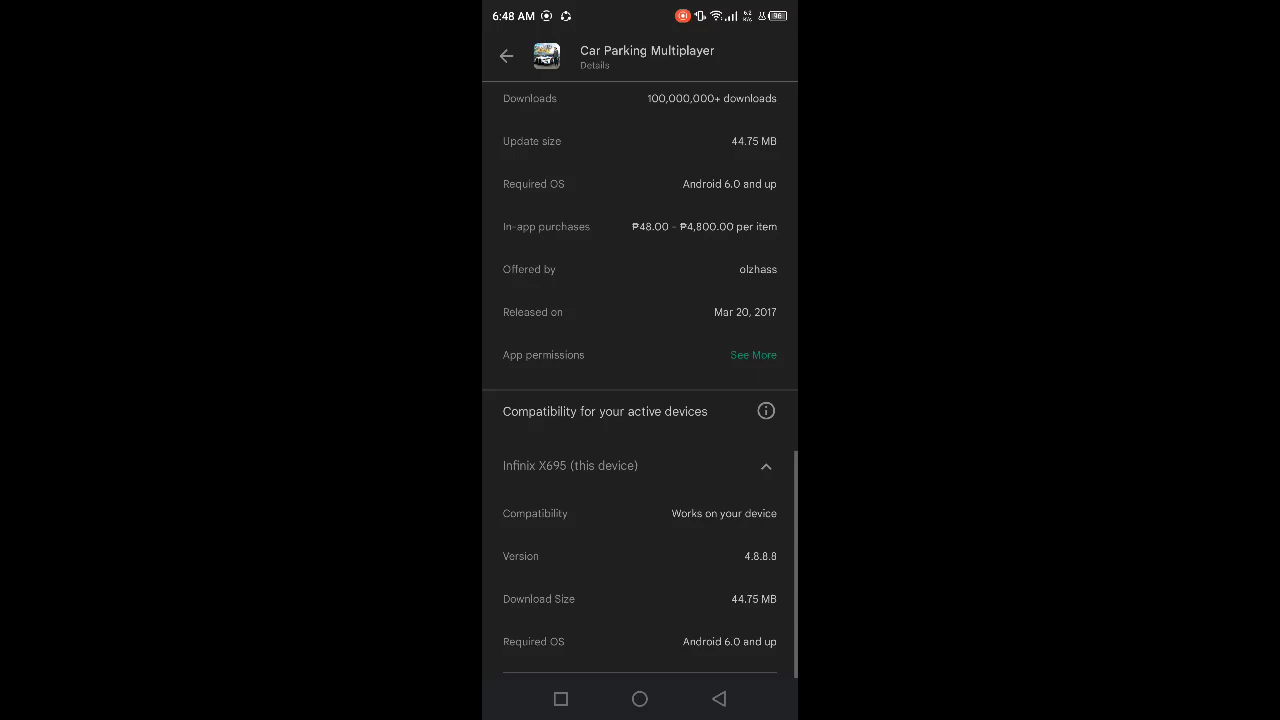 6:48 AM 6.2 K/s 96
Car Parking Multiplayer
Details
Downloads 100,000,000+ downloads
Update size 44.75 MB
Required OS Android 6.0 and up
In-app purchases ₱48.00 - ₱4,800.00 per item
Offered by olzhass
Released on Mar 20, 2017
App permissions See More
Compatibility for your active devices
Infinix X695 (this device)
Compatibility Works on your device
Version 4.8.8.8
Download Size 44.75 MB
Required OS Android 6.0 and up